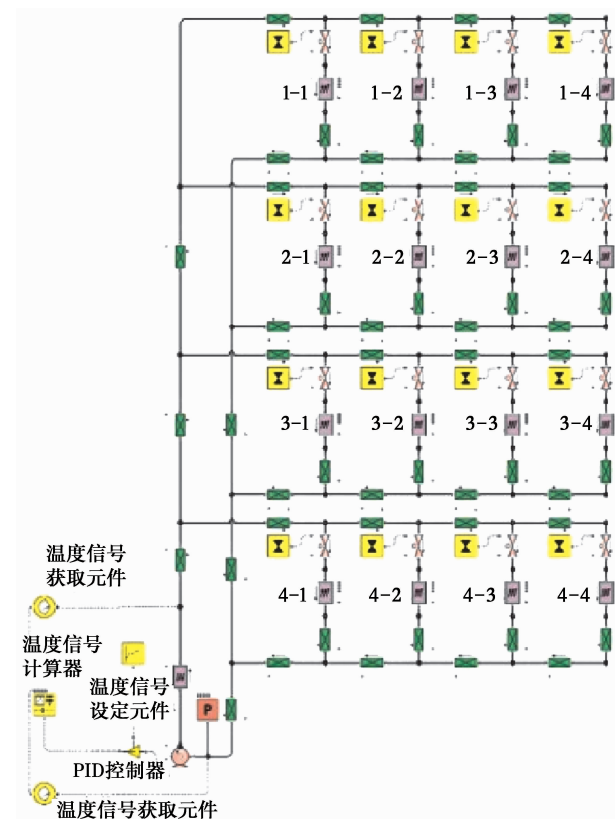 1-1 1-2 1-3 1-4
2-1 2-2 2-3 2-4
3-1 3-2 3-3 3-4
4-1 4-2 4-3 4-4
温度信号
获取元件
温度信号
计算器
温度信号
设定元件
P
PID控制器
温度信号获取元件